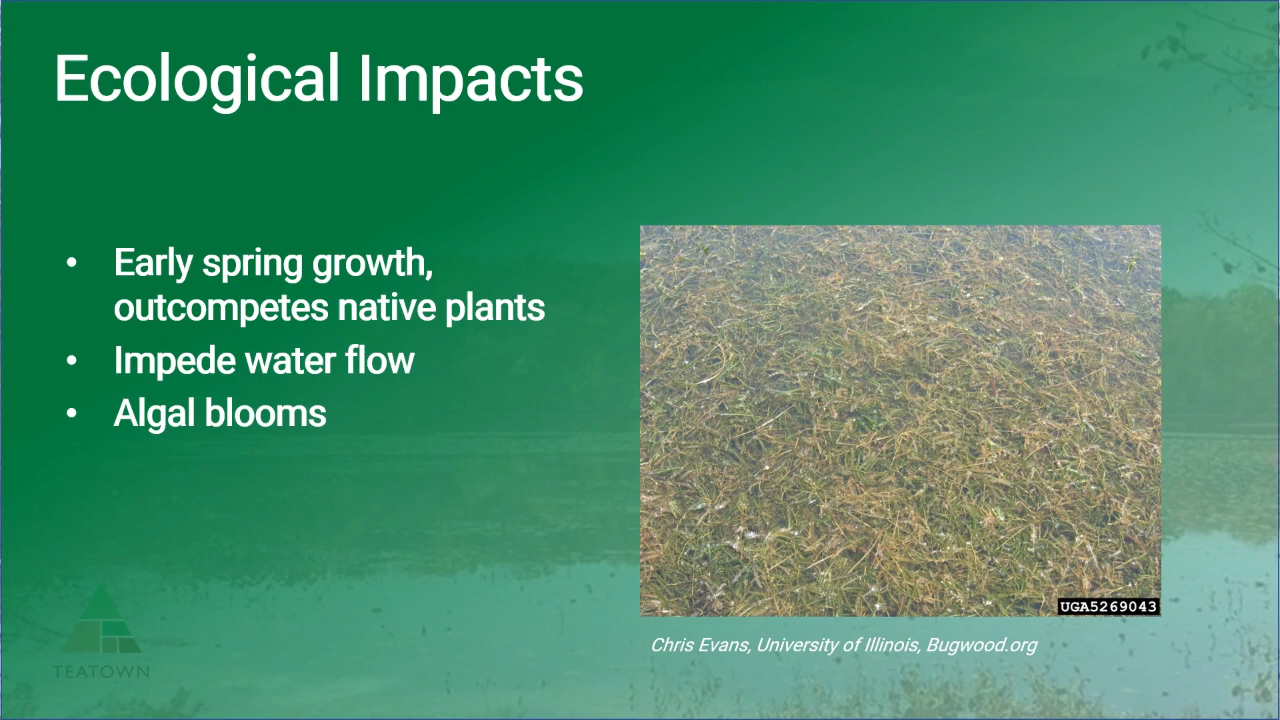 Ecological Impacts
• Early spring growth,
outcompetes native plants
• Impede water flow
• Algal blooms
UGA5269043
Chris Evans, University of Illinois, Bugwood.org
TEATOWN